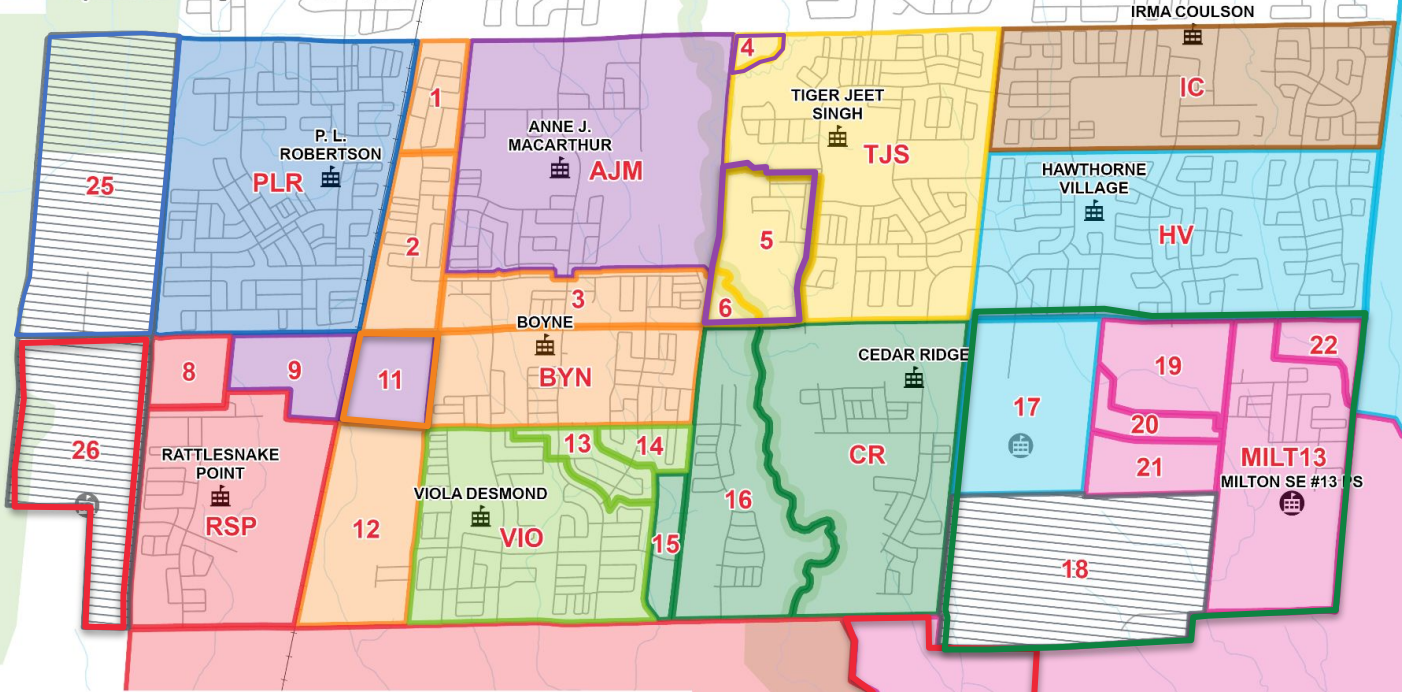 IRMA COULSON
IC
4
TIGER JEET
SINGH
TJS
1
ANNE J.
MACARTHUR
AJM
P. L.
ROBERTSON
PLR
25
HAWTHORNE
VILLAGE
HV
2
5
3
6
BOYNE
BYN
CEDAR RIDGE
CR
8
9
11
19
22
17
20
21
MILT13
MILTON SE #13 PS
26
RATTLESNAKE
POINT
RSP
13
14
VIOLA DESMOND
VIO
12
15
16
18